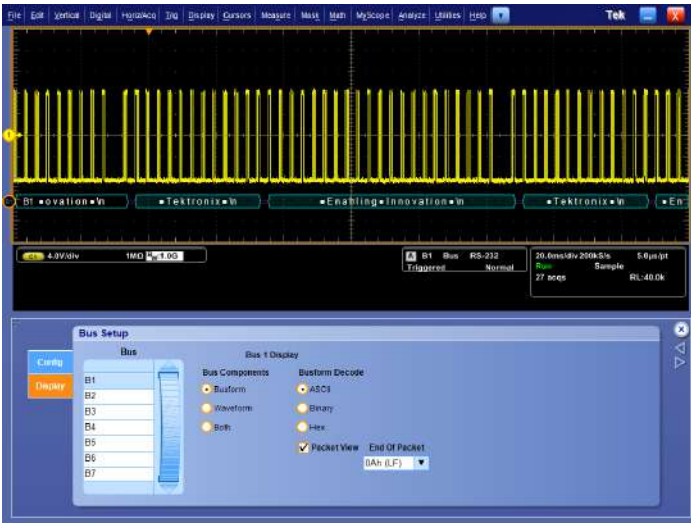 File Edit Vertical Digital Horiz/Acq Trig Display Cursors Measure Mask Math MyScope Analyze Utilities Help Tek
1
B1 ovation \n Tektronix \n Enabling Innovation \n Tektronix \n En
C1 4.0V/div 1MΩ BW:1.0G
A B1 Bus RS-232
Triggered Normal
20.0ms/div 200kS/s 5.0µs/pt
Run Sample
27 acqs RL:40.0k
Bus Setup
Config
Display
Bus
B1
B2
B3
B4
B5
B6
B7
Bus 1 Display
Bus Components
Busform
Waveform
Both
Busform Decode
ASCII
Binary
Hex
Packet View End Of Packet
0Ah (LF)